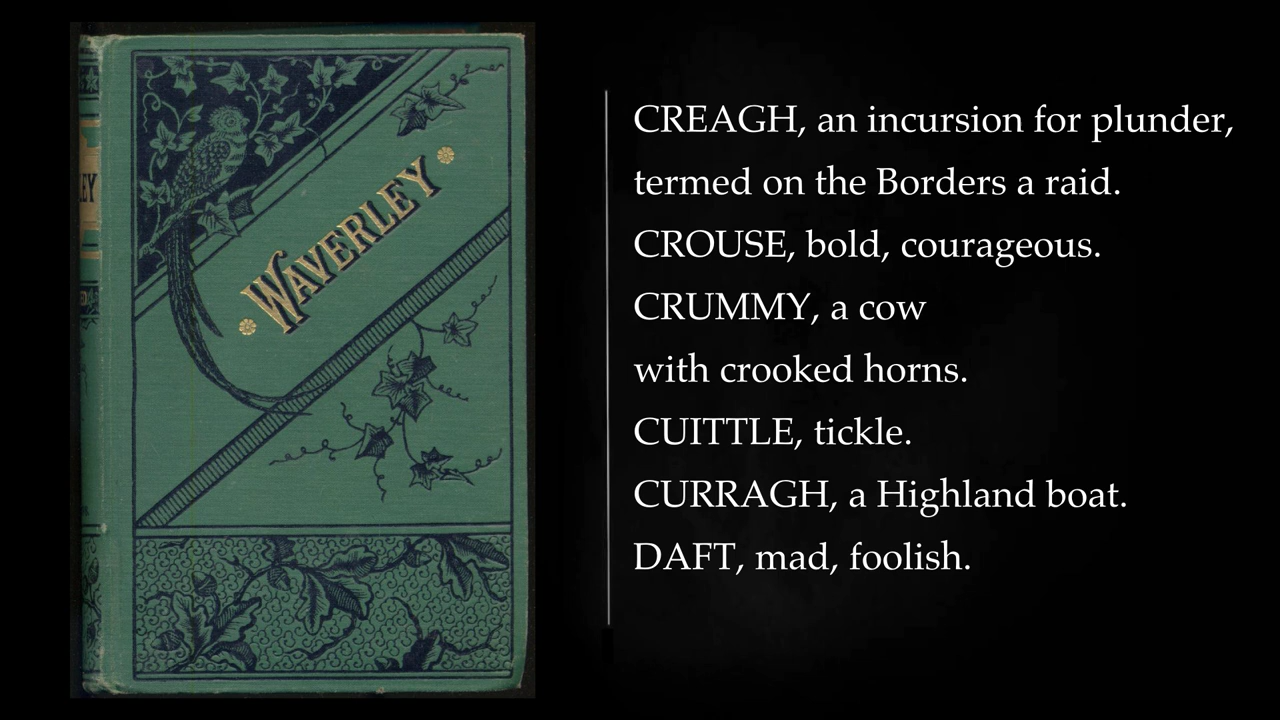 WAVERLEY
CREAGH, an incursion for plunder,
termed on the Borders a raid.
CROUSE, bold, courageous.
CRUMMY, a cow
with crooked horns.
CUITTLE, tickle.
CURRAGH, a Highland boat.
DAFT, mad, foolish.